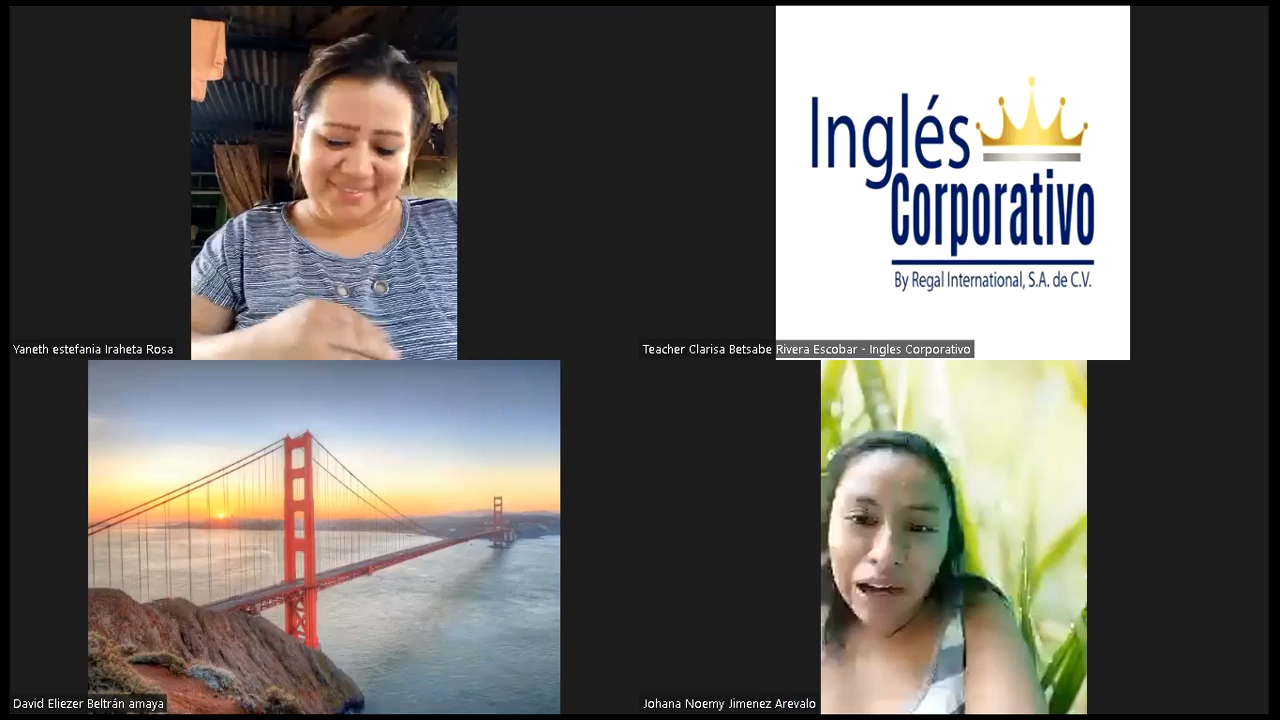 Inglés
Corporativo
By Regal International, S.A. de C.V.
Yaneth estefania Iraheta Rosa
Teacher Clarisa Betsabe Rivera Escobar - Ingles Corporativo
David Eliezer Beltrán amaya
Johana Noemy Jimenez Arevalo